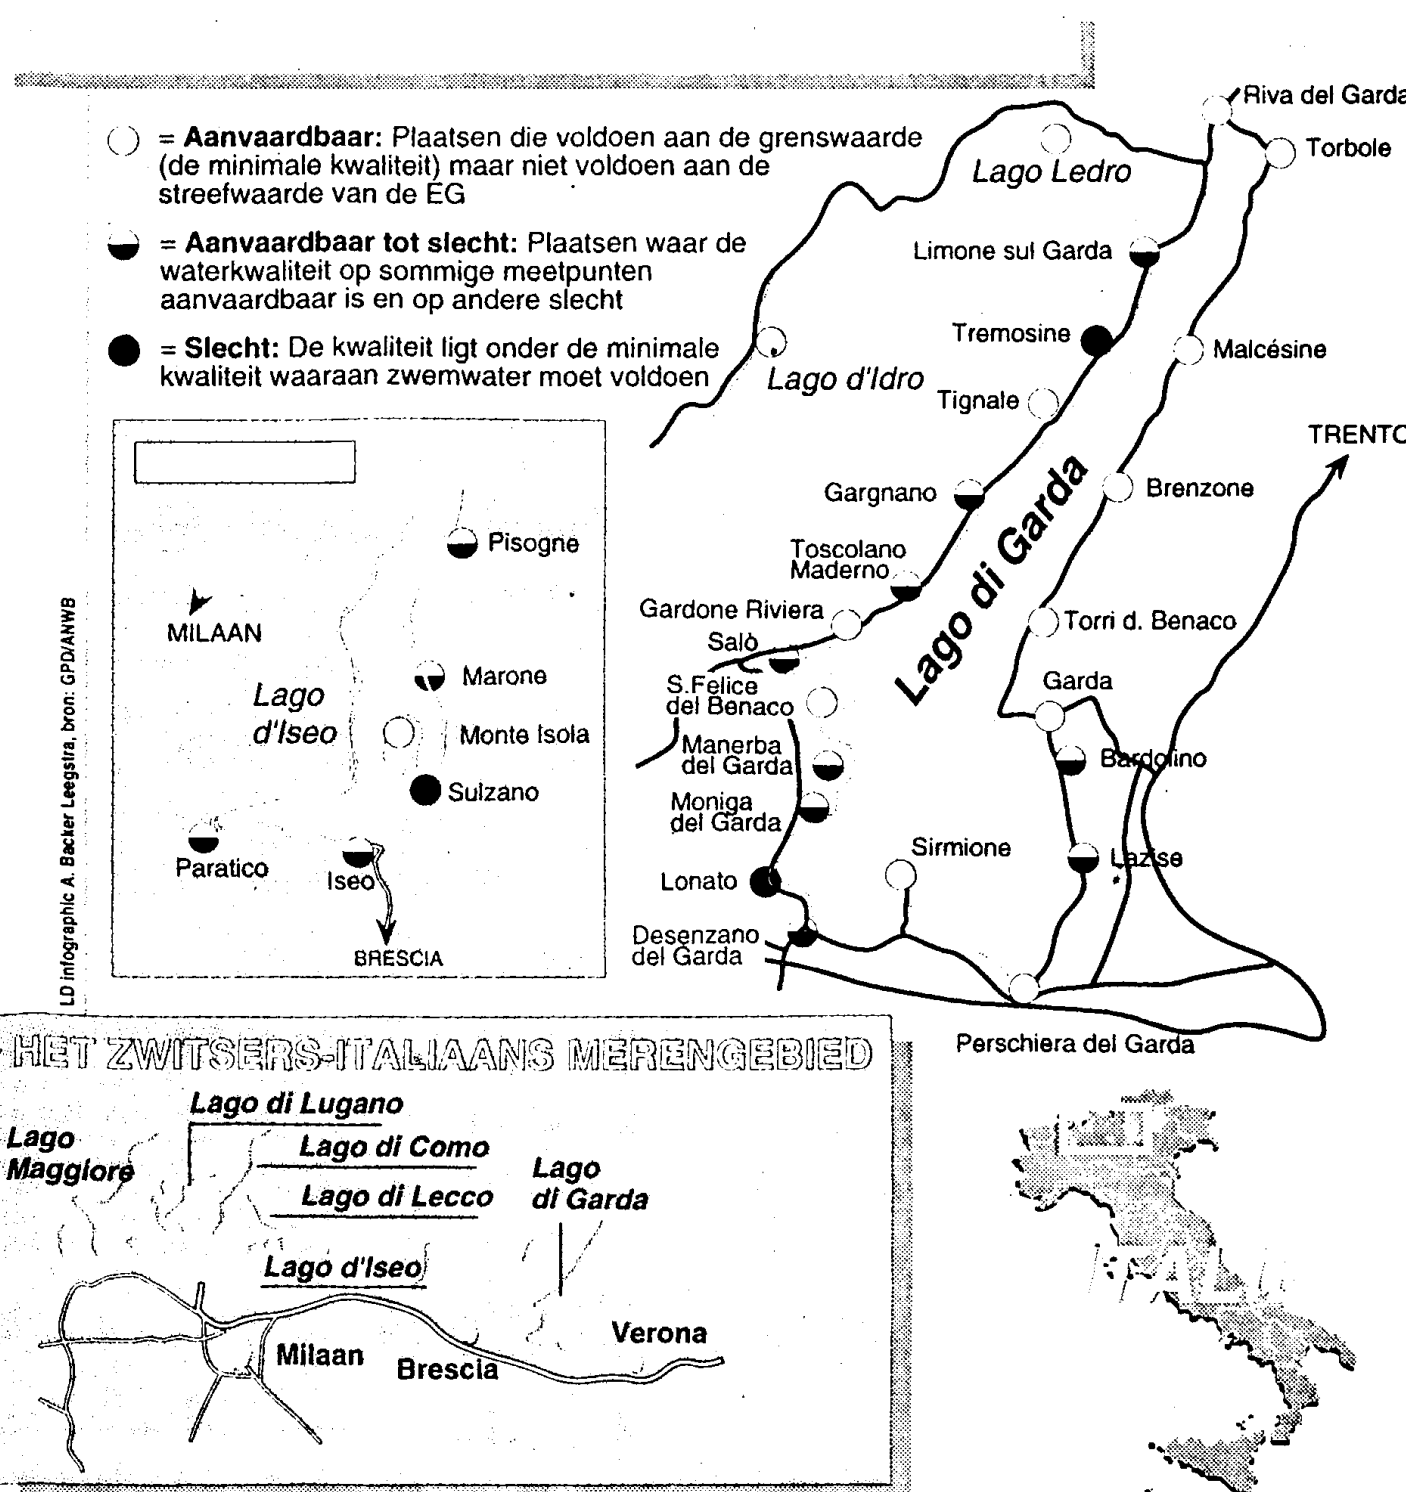 = Aanvaardbaar: Plaatsen die voldoen aan de grenswaarde
(de minimale kwaliteit) maar niet voldoen aan de
streefwaarde van de EG
= Aanvaardbaar tot slecht: Plaatsen waar de
waterkwaliteit op sommige meetpunten
aanvaardbaar is en op andere slecht
= Slecht: De kwaliteit ligt onder de minimale
kwaliteit waaraan zwemwater moet voldoen
Riva del Garda
Torbole
Lago Ledro
Limone sul Garda
Tremosine
Malcésine
Lago d'Idro
Tignale
TRENTO
Gargnano
Brenzone
Lago di Garda
Toscolano
Maderno
Gardone Riviera
Torri d. Benaco
Salò
Garda
S.Felice
del Benaco
Manerba
del Garda
Bardolino
Moniga
del Garda
Sirmione
Lazise
Lonato
Desenzano
del Garda
Perschiera del Garda
Pisogne
MILAAN
Marone
Lago
d'Iseo
Monte Isola
Sulzano
Paratico
Iseo
BRESCIA
LD infographic A. Backer Leegstra, bron: GPD/ANWB
HET ZWITSERS-ITALIAANS MERENGEBIED
Lago di Lugano
Lago
Maggiore
Lago di Como
Lago di Lecco
Lago
di Garda
Lago d'Iseo
Milaan
Brescia
Verona
ITALIË